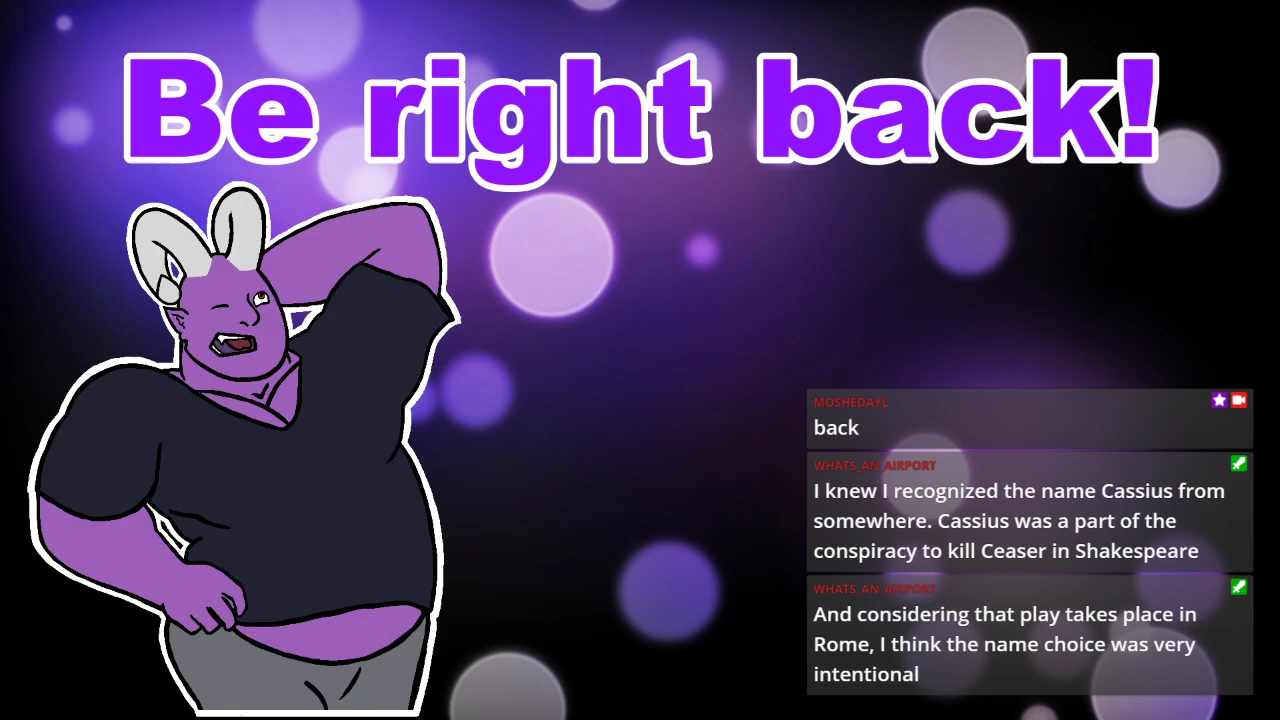 Be right back!
MOSHEDAYL
back
WHATS_AN_AIRPORT
I knew I recognized the name Cassius from
somewhere. Cassius was a part of the
conspiracy to kill Ceaser in Shakespeare
WHATS_AN_AIRPORT
And considering that play takes place in
Rome, I think the name choice was very
intentional